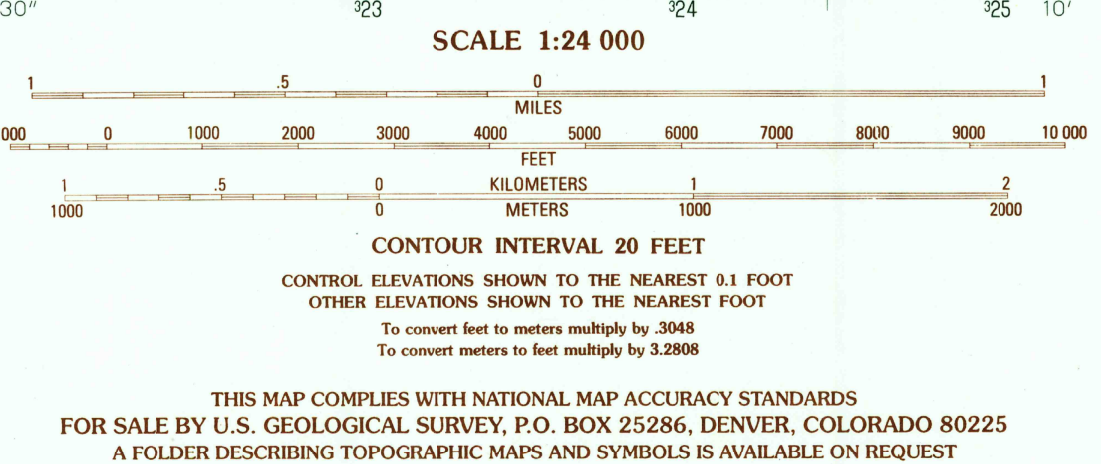 30" ³23 ³24 ³25 10'
SCALE 1:24 000
1 .5 0 1
MILES
000 0 1000 2000 3000 4000 5000 6000 7000 8000 9000 10 000
FEET
1 .5 0 KILOMETERS 1 2
1000 0 METERS 1000 2000
CONTOUR INTERVAL 20 FEET
CONTROL ELEVATIONS SHOWN TO THE NEAREST 0.1 FOOT
OTHER ELEVATIONS SHOWN TO THE NEAREST FOOT
To convert feet to meters multiply by .3048
To convert meters to feet multiply by 3.2808
THIS MAP COMPLIES WITH NATIONAL MAP ACCURACY STANDARDS
FOR SALE BY U.S. GEOLOGICAL SURVEY, P.O. BOX 25286, DENVER, COLORADO 80225
A FOLDER DESCRIBING TOPOGRAPHIC MAPS AND SYMBOLS IS AVAILABLE ON REQUEST